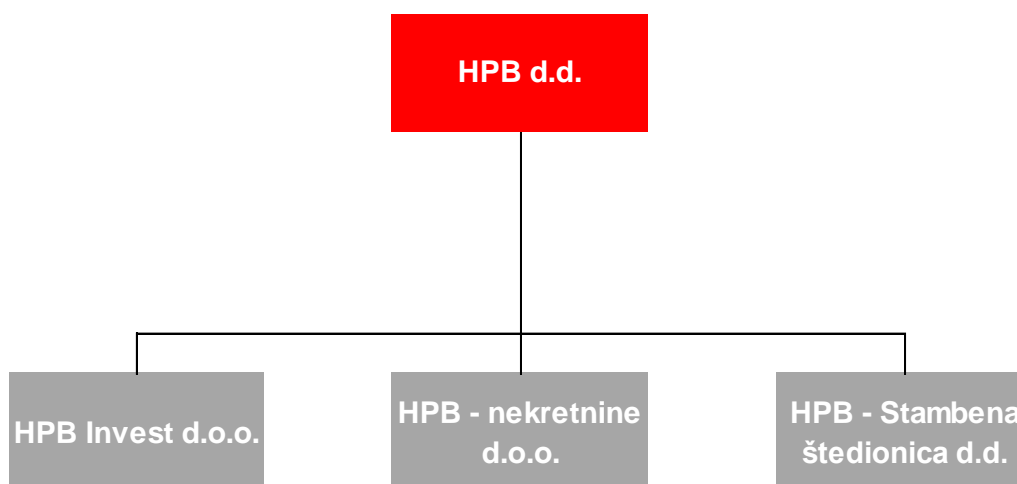 HPB d.d.
HPB Invest d.o.o.
HPB - nekretnine
d.o.o.
HPB - Stambena
štedionica d.d.